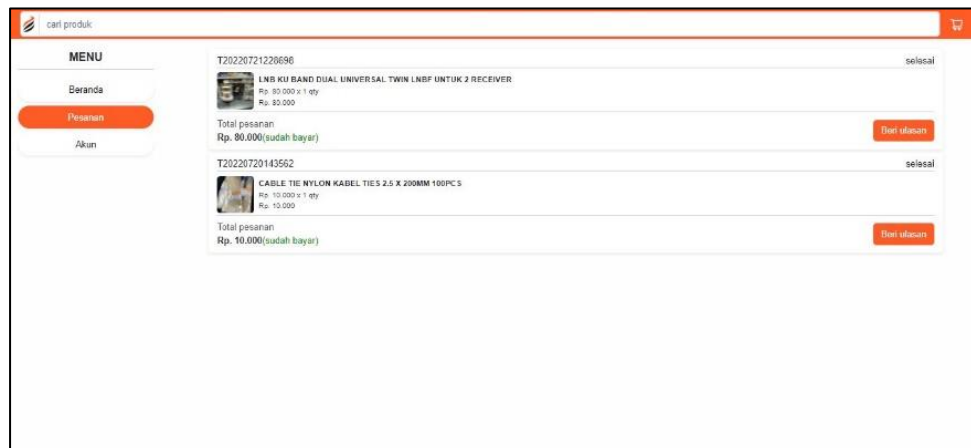 cari produk
MENU
Beranda
Pesanan
Akun
T20220721228696 selesai
LNB KU BAND DUAL UNIVERSAL TWIN LNBF UNTUK 2 RECEIVER
Rp. 80.000 x 1 qty
Rp. 80.000
Total pesanan
Rp. 80.000(sudah bayar)
Beri ulasan
T20220720143562 selesai
CABLE TIE NYLON KABEL TIES 2.5 X 200MM 100PCS
Rp. 10.000 x 1 qty
Rp. 10.000
Total pesanan
Rp. 10.000(sudah bayar)
Beri ulasan